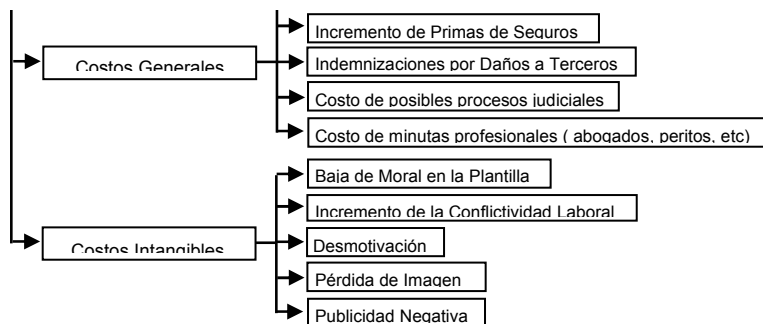 Incremento de Primas de Seguros
Costos Generales
Indemnizaciones por Daños a Terceros
Costo de posibles procesos judiciales
Costo de minutas profesionales ( abogados, peritos, etc)
Baja de Moral en la Plantilla
Incremento de la Conflictividad Laboral
Costos Intangibles
Desmotivación
Pérdida de Imagen
Publicidad Negativa